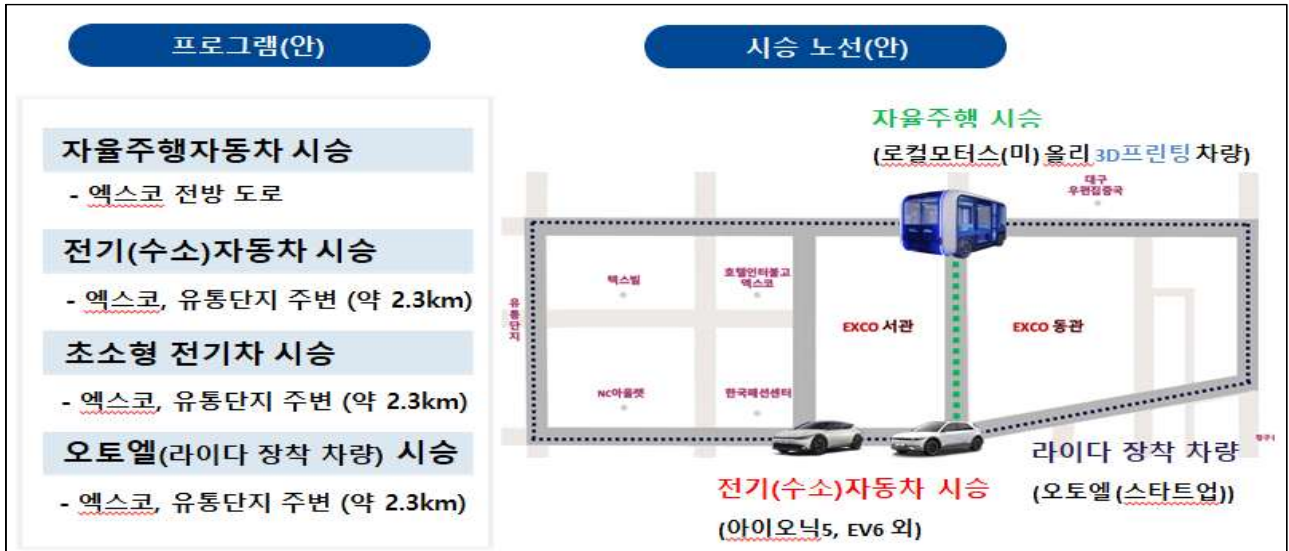 프로그램(안)
시승 노선(안)
자율주행자동차 시승
- 엑스코 전방 도로
전기(수소)자동차 시승
- 엑스코, 유통단지 주변 (약 2.3km)
초소형 전기차 시승
- 엑스코, 유통단지 주변 (약 2.3km)
오토엘(라이다 장착 차량) 시승
- 엑스코, 유통단지 주변 (약 2.3km)
자율주행 시승
(로컬모터스(미) 올리 3D프린팅 차량)
대구
우편집중국
텍스빌
호텔인터불고
엑스코
유통단지
EXCO 서관
EXCO 동관
NC아울렛
한국패션센터
라이다 장착 차량
(오토엘 (스타트업))
전기(수소)자동차 시승
(아이오닉5, EV6 외)